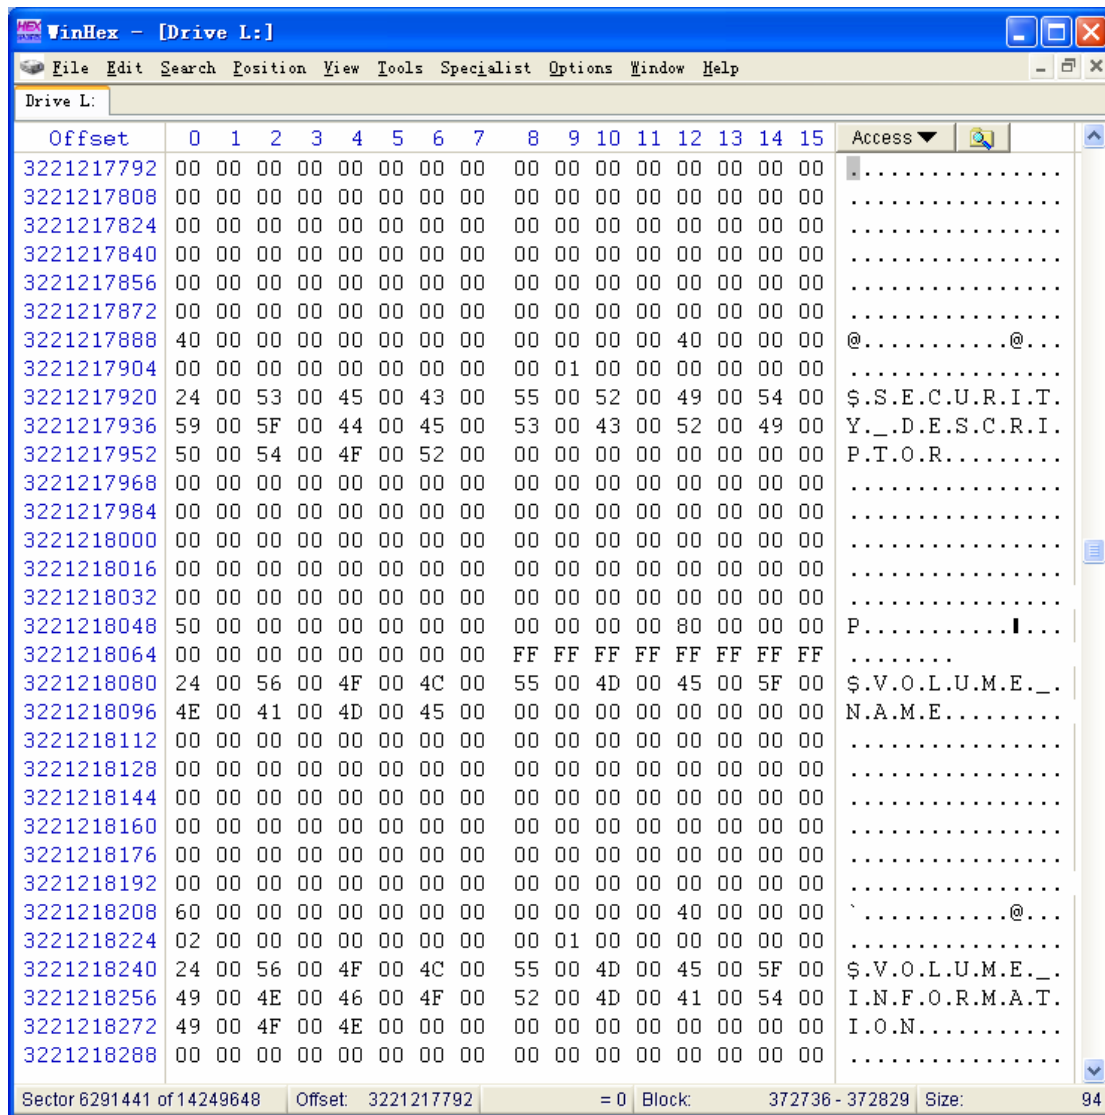 WinHex - [Drive L:]
File Edit Search Position View Tools Specialist Options Window Help
Drive L:
Offset 0 1 2 3 4 5 6 7 8 9 10 11 12 13 14 15 Access
3221217792 00 00 00 00 00 00 00 00 00 00 00 00 00 00 00 00 ................
3221217808 00 00 00 00 00 00 00 00 00 00 00 00 00 00 00 00 ................
3221217824 00 00 00 00 00 00 00 00 00 00 00 00 00 00 00 00 ................
3221217840 00 00 00 00 00 00 00 00 00 00 00 00 00 00 00 00 ................
3221217856 00 00 00 00 00 00 00 00 00 00 00 00 00 00 00 00 ................
3221217872 00 00 00 00 00 00 00 00 00 00 00 00 00 00 00 00 ................
3221217888 40 00 00 00 00 00 00 00 00 00 00 00 40 00 00 00 @...........@...
3221217904 00 00 00 00 00 00 00 00 00 01 00 00 00 00 00 00 ................
3221217920 24 00 53 00 45 00 43 00 55 00 52 00 49 00 54 00 $.S.E.C.U.R.I.T.
3221217936 59 00 5F 00 44 00 45 00 53 00 43 00 52 00 49 00 Y._.D.E.S.C.R.I.
3221217952 50 00 54 00 4F 00 52 00 00 00 00 00 00 00 00 00 P.T.O.R.........
3221217968 00 00 00 00 00 00 00 00 00 00 00 00 00 00 00 00 ................
3221217984 00 00 00 00 00 00 00 00 00 00 00 00 00 00 00 00 ................
3221218000 00 00 00 00 00 00 00 00 00 00 00 00 00 00 00 00 ................
3221218016 00 00 00 00 00 00 00 00 00 00 00 00 00 00 00 00 ................
3221218032 00 00 00 00 00 00 00 00 00 00 00 00 00 00 00 00 ................
3221218048 50 00 00 00 00 00 00 00 00 00 00 00 80 00 00 00 P...........▮...
3221218064 00 00 00 00 00 00 00 00 FF FF FF FF FF FF FF FF ........
3221218080 24 00 56 00 4F 00 4C 00 55 00 4D 00 45 00 5F 00 $.V.O.L.U.M.E._.
3221218096 4E 00 41 00 4D 00 45 00 00 00 00 00 00 00 00 00 N.A.M.E.........
3221218112 00 00 00 00 00 00 00 00 00 00 00 00 00 00 00 00 ................
3221218128 00 00 00 00 00 00 00 00 00 00 00 00 00 00 00 00 ................
3221218144 00 00 00 00 00 00 00 00 00 00 00 00 00 00 00 00 ................
3221218160 00 00 00 00 00 00 00 00 00 00 00 00 00 00 00 00 ................
3221218176 00 00 00 00 00 00 00 00 00 00 00 00 00 00 00 00 ................
3221218192 00 00 00 00 00 00 00 00 00 00 00 00 00 00 00 00 ................
3221218208 60 00 00 00 00 00 00 00 00 00 00 00 40 00 00 00 `...........@...
3221218224 02 00 00 00 00 00 00 00 00 01 00 00 00 00 00 00 ................
3221218240 24 00 56 00 4F 00 4C 00 55 00 4D 00 45 00 5F 00 $.V.O.L.U.M.E._.
3221218256 49 00 4E 00 46 00 4F 00 52 00 4D 00 41 00 54 00 I.N.F.O.R.M.A.T.
3221218272 49 00 4F 00 4E 00 00 00 00 00 00 00 00 00 00 00 I.O.N...........
3221218288 00 00 00 00 00 00 00 00 00 00 00 00 00 00 00 00 ................
Sector 6291441 of 14249648 Offset: 3221217792 = 0 Block: 372736 - 372829 Size: 94